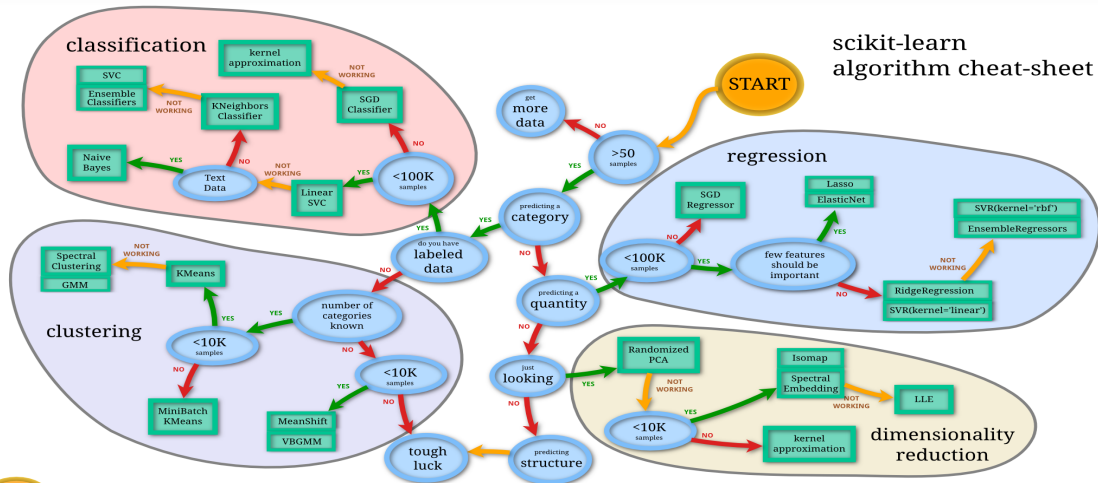 scikit-learn
algorithm cheat-sheet
START
get
more
data
NO
>50
samples
YES
predicting a
category
YES
NO
do you have
labeled
data
YES
NO
predicting a
quantity
YES
NO
just
looking
YES
NO
predicting
structure
tough
luck
classification
kernel
approximation
NOT
WORKING
SGD
Classifier
NO
<100K
samples
YES
Linear
SVC
NOT
WORKING
Text
Data
YES
NO
Naive
Bayes
KNeighbors
Classifier
NOT
WORKING
SVC
Ensemble
Classifiers
regression
<100K
samples
NO
YES
SGD
Regressor
few features
should be
important
YES
NO
Lasso
ElasticNet
RidgeRegression
SVR(kernel='linear')
NOT
WORKING
SVR(kernel='rbf')
EnsembleRegressors
clustering
number of
categories
known
YES
NO
<10K
samples
YES
NO
KMeans
NOT
WORKING
Spectral
Clustering
GMM
MiniBatch
KMeans
<10K
samples
YES
NO
MeanShift
VBGMM
dimensionality
reduction
Randomized
PCA
NOT
WORKING
<10K
samples
YES
NO
Isomap
Spectral
Embedding
NOT
WORKING
LLE
kernel
approximation